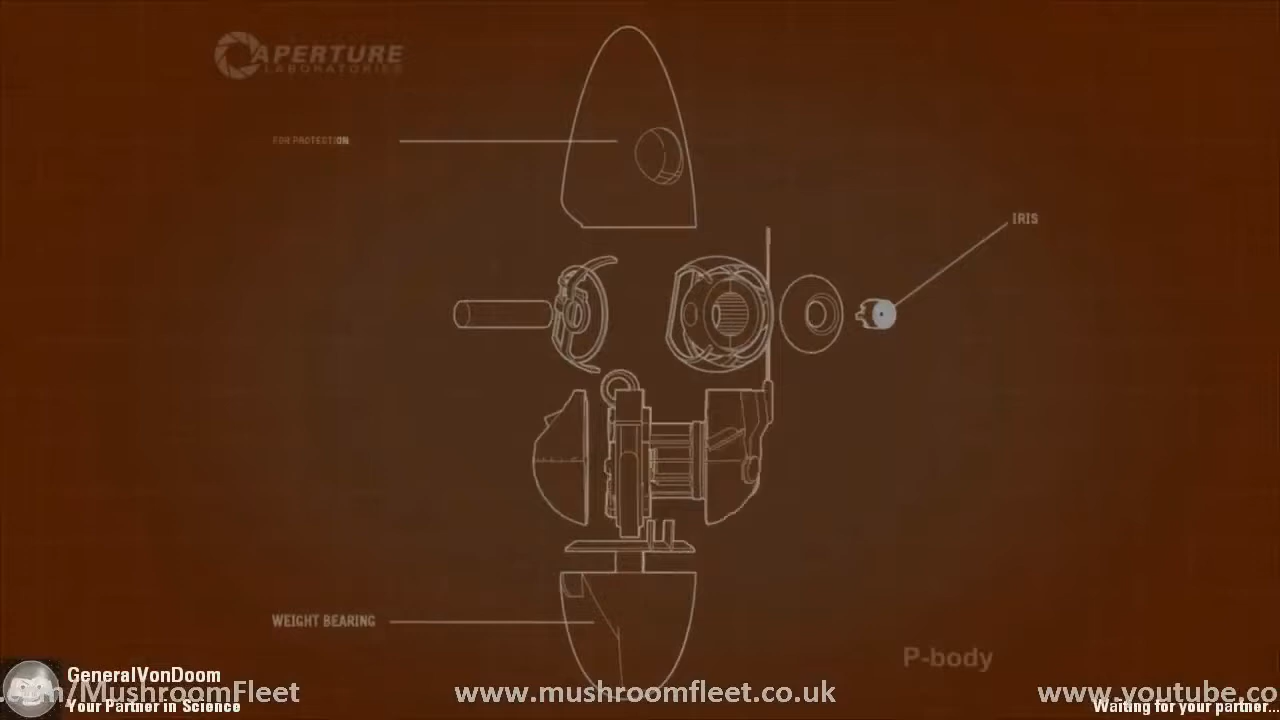 APERTURE
LABORATORIES
FOR PROTECTION
IRIS
WEIGHT BEARING
P-body
GeneralVonDoom
.com/MushroomFleet
www.mushroomfleet.co.uk
www.youtube.co
Your Partner in Science
Waiting for your partner...